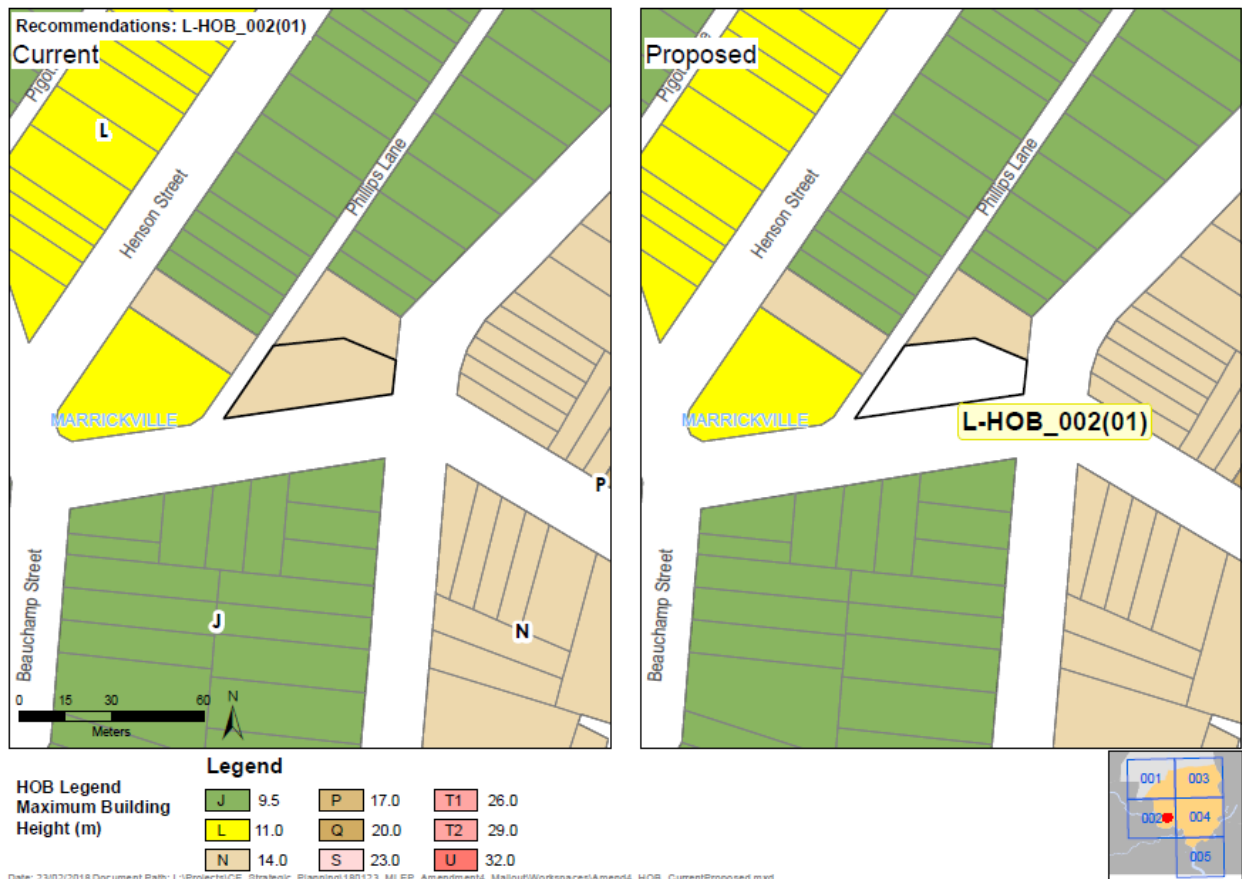 Recommendations: L-HOB_002(01)
Current
L
Henson Street
Phillips Lane
MARRICKVILLE
P
J
N
Beauchamp Street
0 15 30 60
Meters
N
Proposed
Henson Street
Phillips Lane
MARRICKVILLE
L-HOB_002(01)
Beauchamp Street
HOB Legend
Maximum Building
Height (m)
Legend
J 9.5
L 11.0
N 14.0
P 17.0
Q 20.0
S 23.0
T1 26.0
T2 29.0
U 32.0
001 003
002 004
005